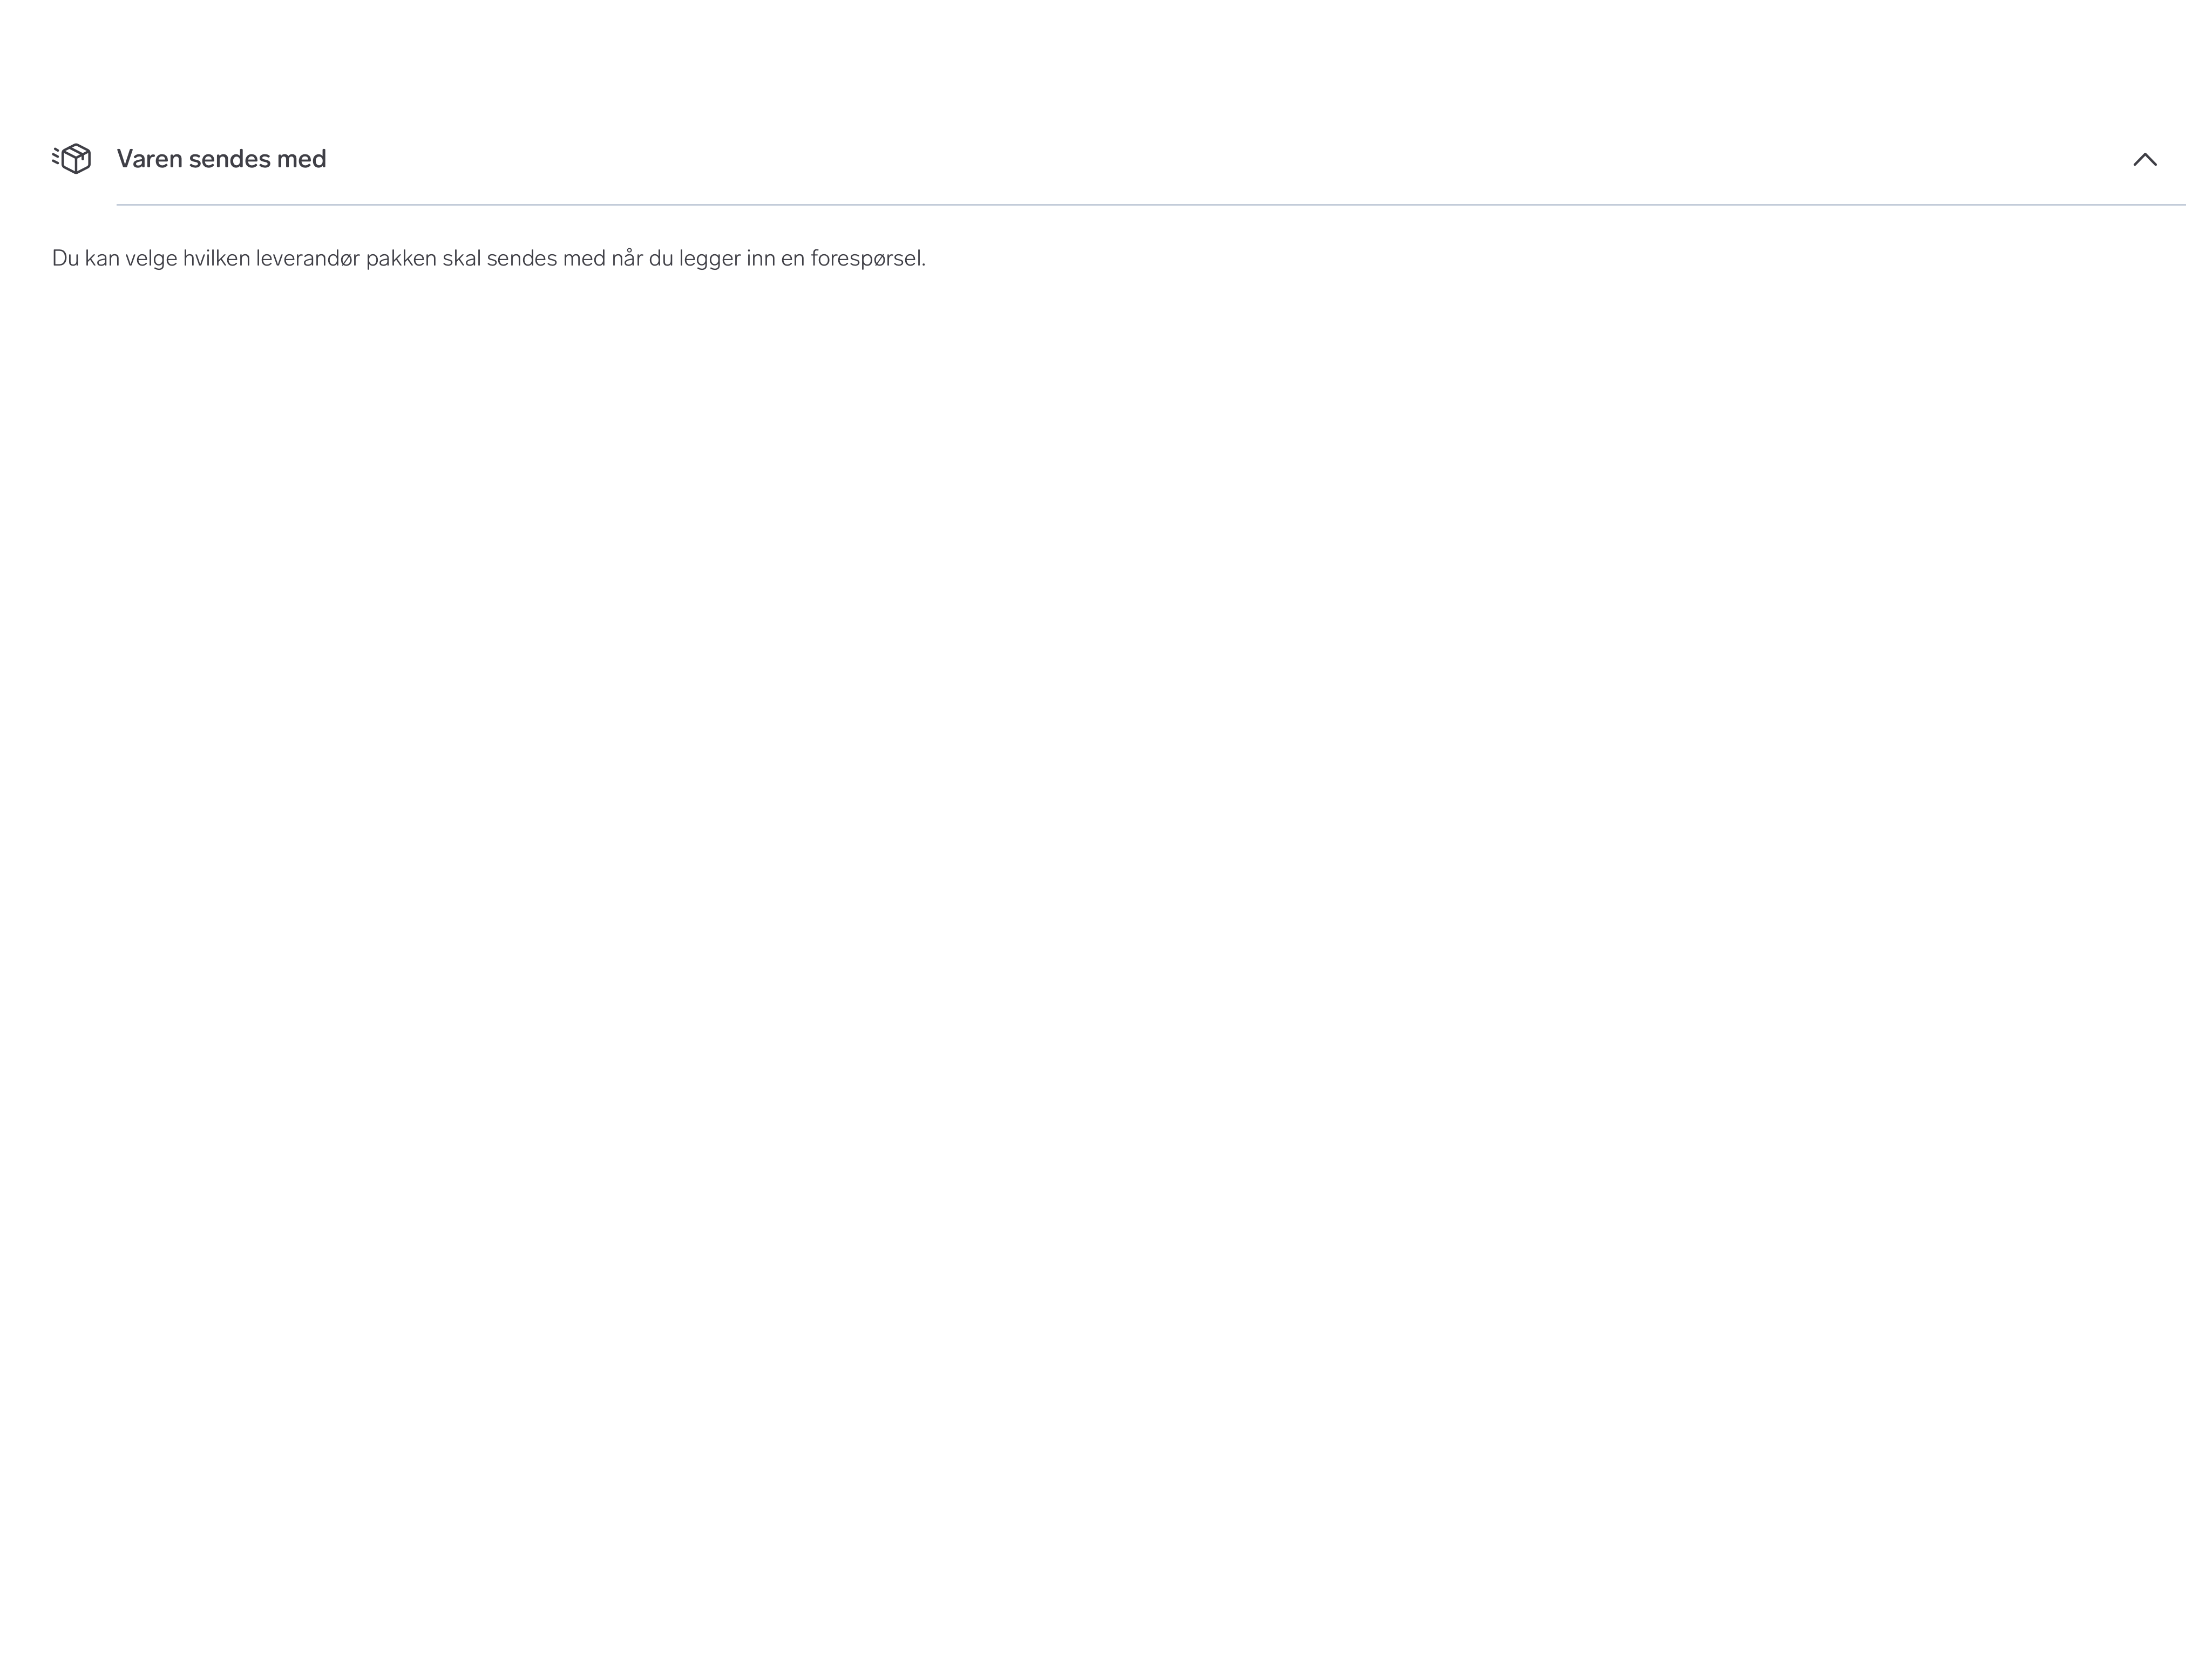 Varen sendes med
Du kan velge hvilken leverandør pakken skal sendes med når du legger inn en forespørsel.